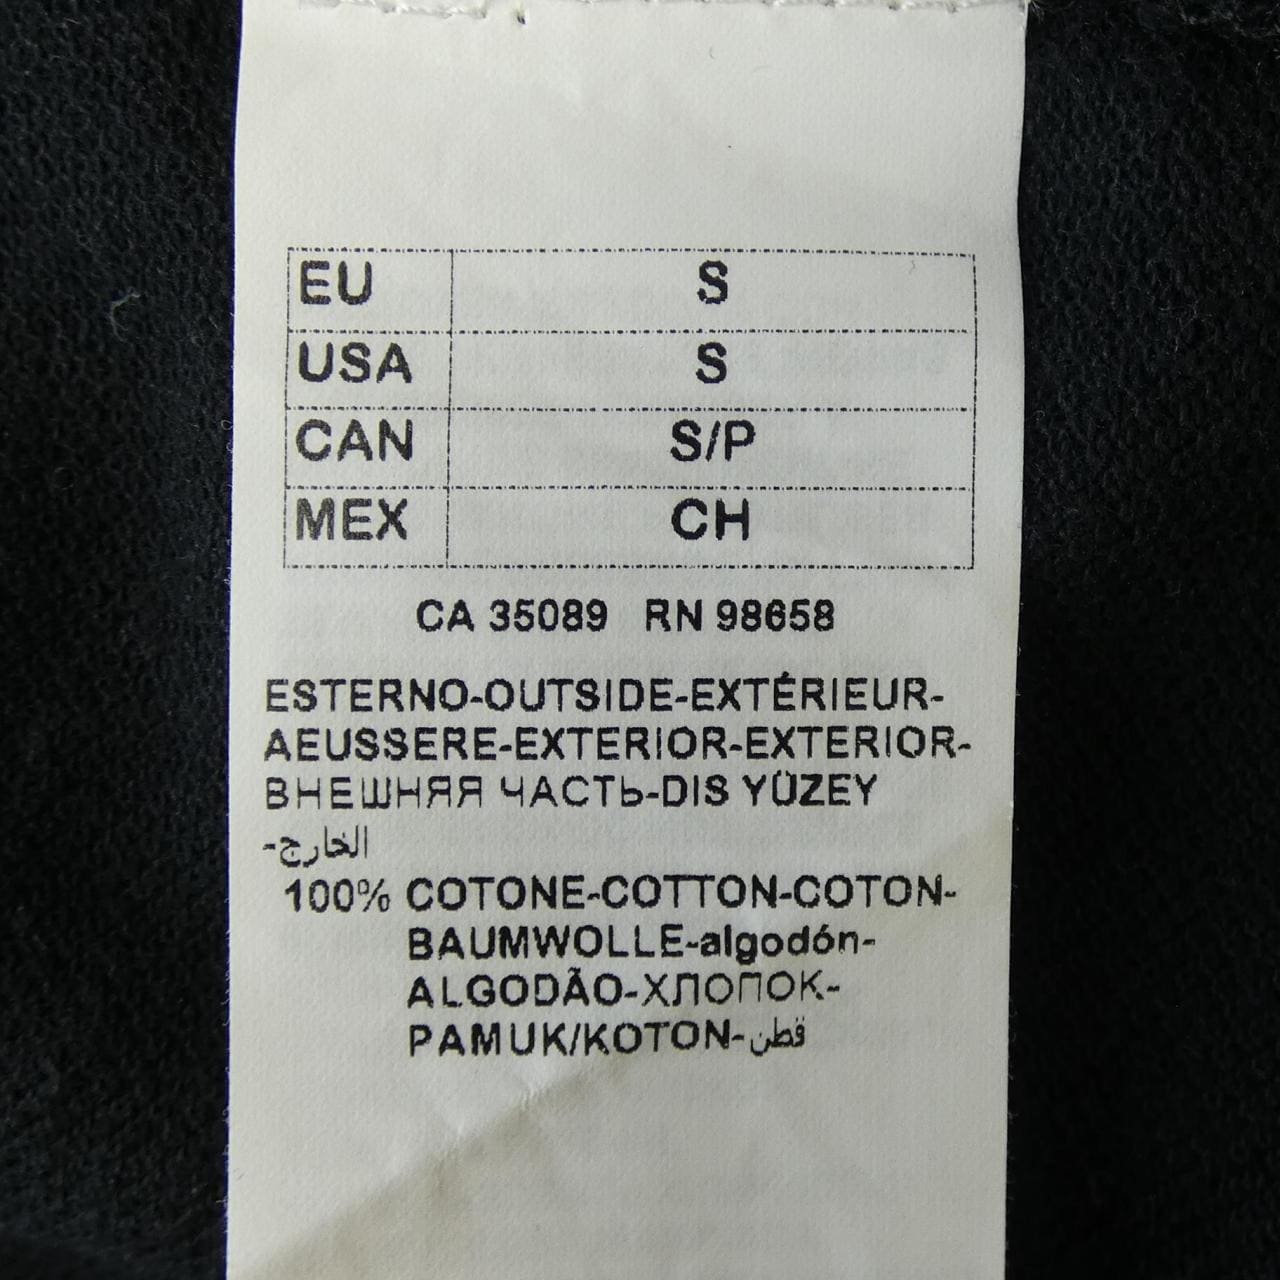 EU S
USA S
CAN S/P
MEX CH
CA 35089 RN 98658
ESTERNO-OUTSIDE-EXTÉRIEUR-
AEUSSERE-EXTERIOR-EXTERIOR-
ВНЕШНЯЯ ЧАСТЬ-DIS YÜZEY
-الخارج
100% COTONE-COTTON-COTON-
BAUMWOLLE-algodón-
ALGODÃO-ХЛОПОК-
PAMUK/KOTON-قطن